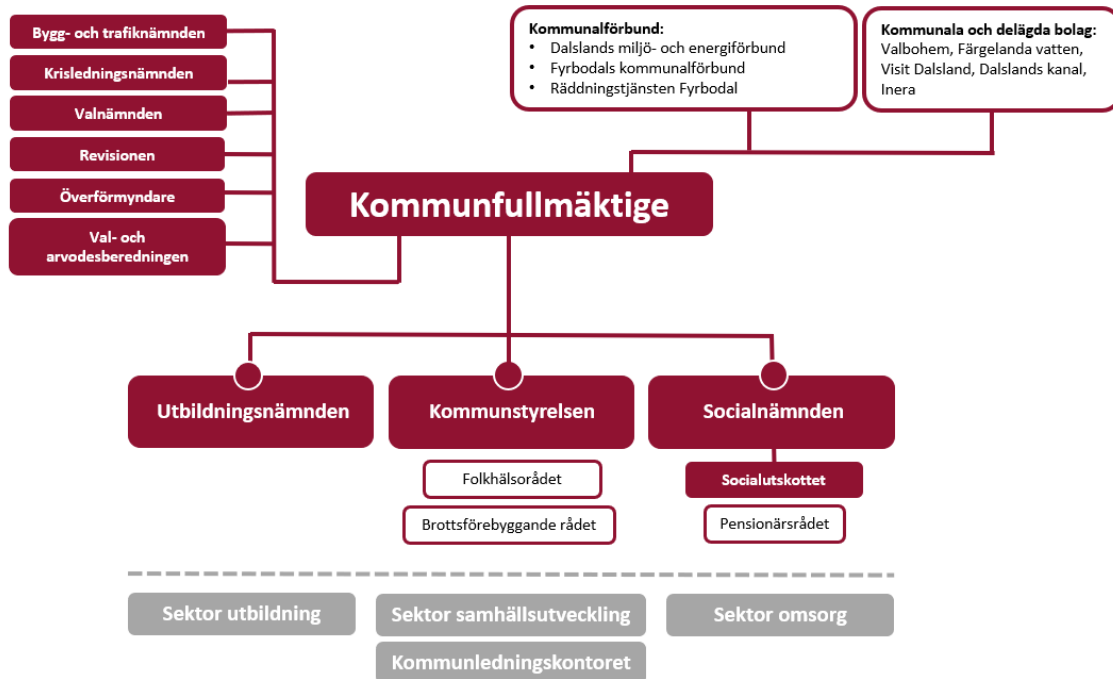 Bygg- och trafiknämnden
Krisledningsnämnden
Valnämnden
Revisionen
Överförmyndare
Val- och
arvodesberedningen
Kommunalförbund:
• Dalslands miljö- och energiförbund
• Fyrbodals kommunalförbund
• Räddningstjänsten Fyrbodal
Kommunala och delägda bolag:
Valbohem, Färgelanda vatten,
Visit Dalsland, Dalslands kanal,
Inera
Kommunfullmäktige
Utbildningsnämnden
Kommunstyrelsen
Socialnämnden
Folkhälsorådet
Brottsförebyggande rådet
Socialutskottet
Pensionärsrådet
Sektor utbildning
Sektor samhällsutveckling
Sektor omsorg
Kommunledningskontoret